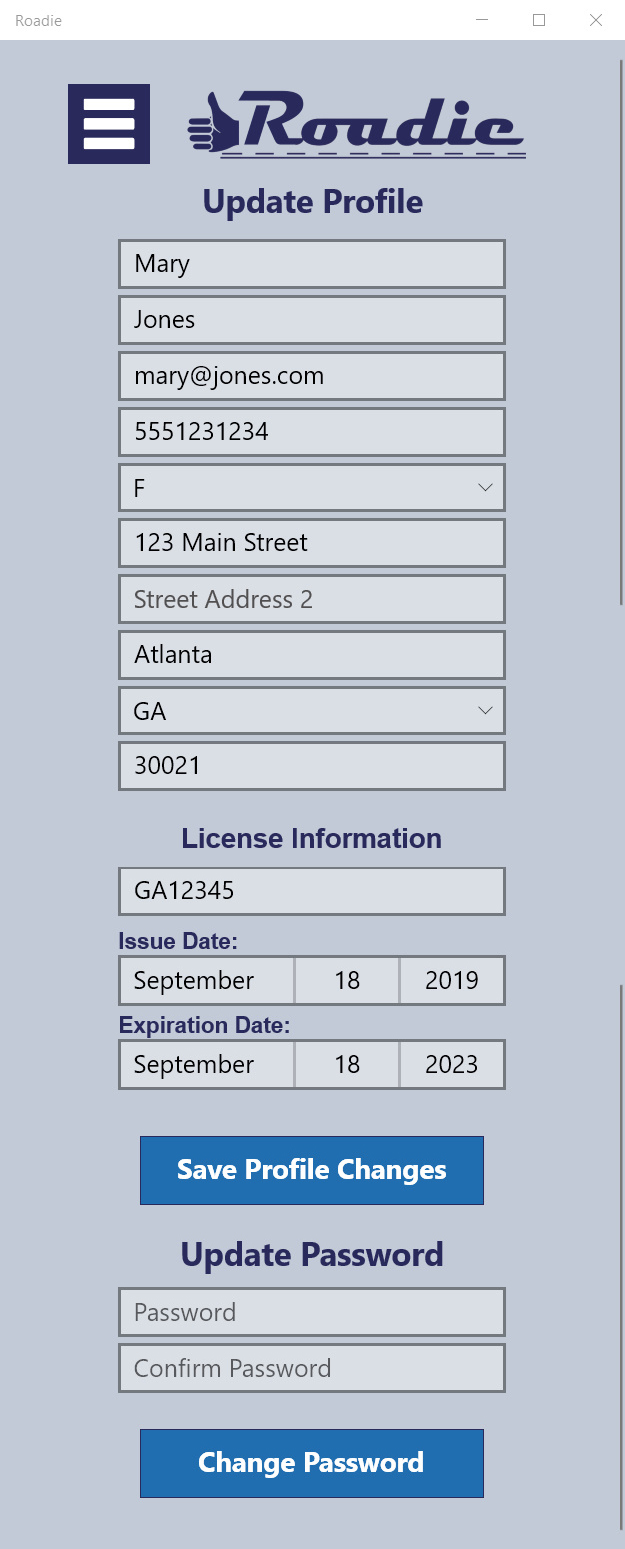 Roadie
Roadie
Update Profile
Mary
Jones
mary@jones.com
5551231234
F
123 Main Street
Street Address 2
Atlanta
GA
30021
License Information
GA12345
Issue Date:
September 18 2019
Expiration Date:
September 18 2023
Save Profile Changes
Update Password
Password
Confirm Password
Change Password